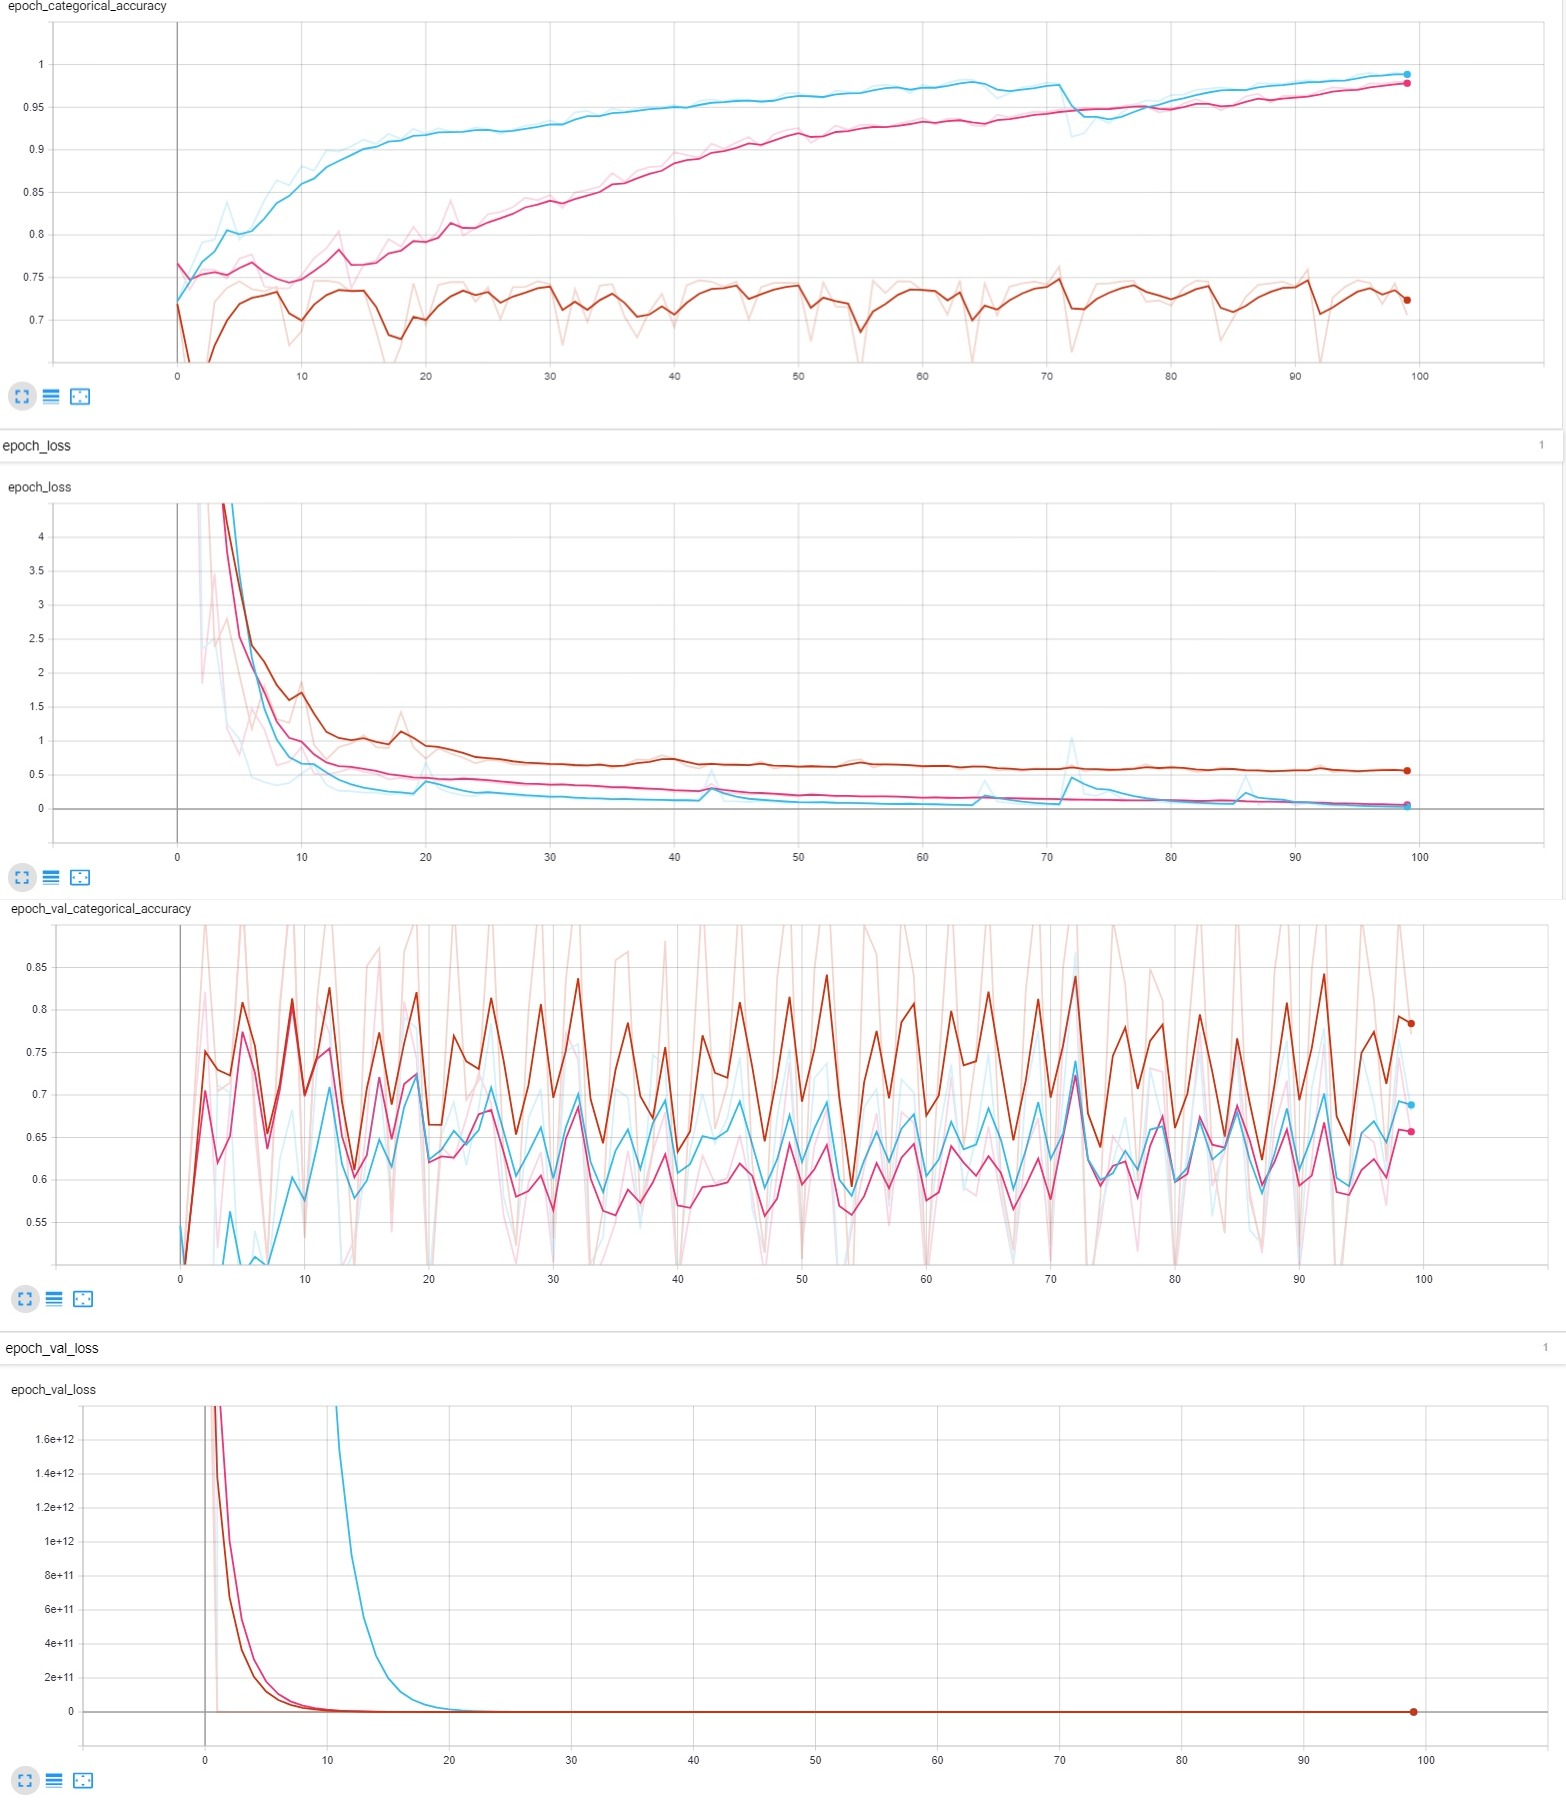 epoch_categorical_accuracy
1
0.95
0.9
0.85
0.8
0.75
0.7
0 10 20 30 40 50 60 70 80 90 100
epoch_loss 1
epoch_loss
4
3.5
3
2.5
2
1.5
1
0.5
0
0 10 20 30 40 50 60 70 80 90 100
epoch_val_categorical_accuracy
0.85
0.8
0.75
0.7
0.65
0.6
0.55
0 10 20 30 40 50 60 70 80 90 100
epoch_val_loss 1
epoch_val_loss
1.6e+12
1.4e+12
1.2e+12
1e+12
8e+11
6e+11
4e+11
2e+11
0
0 10 20 30 40 50 60 70 80 90 100